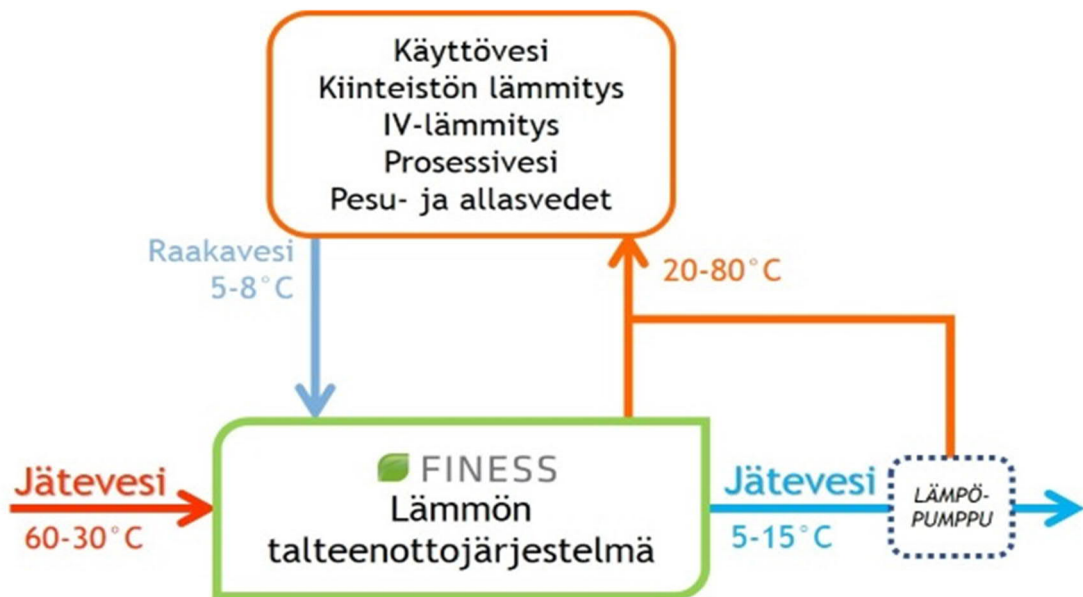 Käyttövesi
Kiinteistön lämmitys
IV-lämmitys
Prosessivesi
Pesu- ja allasvedet
Raakavesi
5-8°C
20-80°C
FINESS
Lämmön
talteenottojärjestelmä
Jätevesi
60-30°C
Jätevesi
5-15°C
LÄMPÖ-
PUMPPU